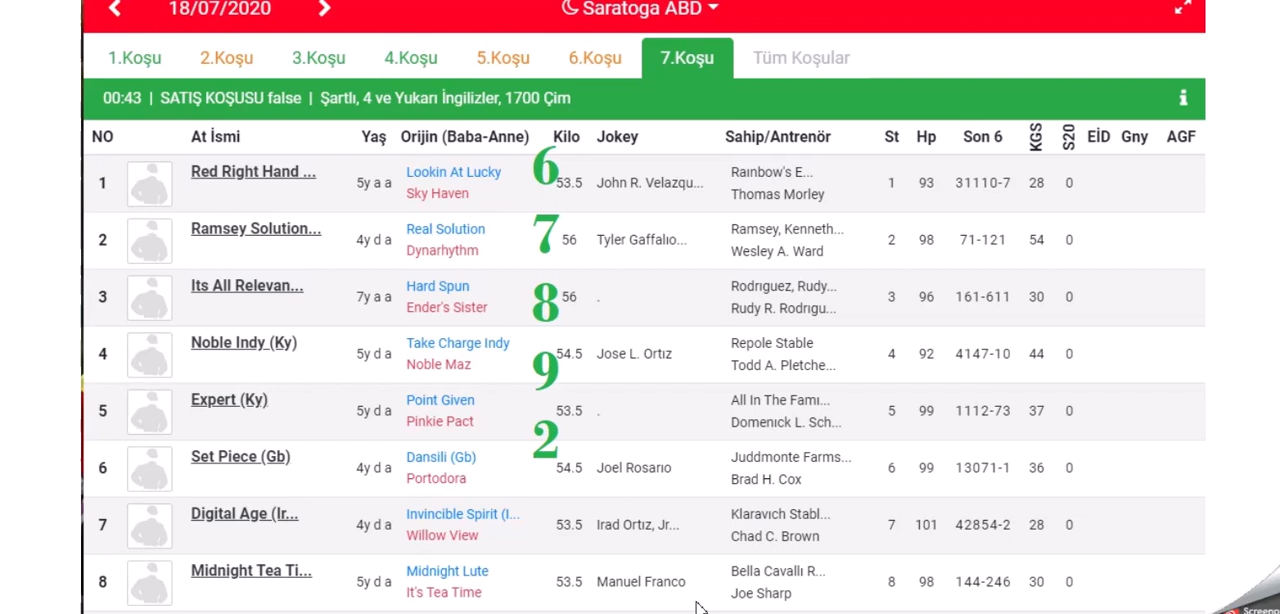 18/07/2020 Saratoga ABD
1.Koşu 2.Koşu 3.Koşu 4.Koşu 5.Koşu 6.Koşu 7.Koşu Tüm Koşular
00:43 | SATIŞ KOŞUSU false | Şartlı, 4 ve Yukarı İngilizler, 1700 Çim
NO At İsmi Yaş Orijin (Baba-Anne) Kilo Jokey Sahip/Antrenör St Hp Son 6 KGS S20 EİD Gny AGF
1 Red Right Hand ... 5y a a Lookin At Lucky 6 53.5 John R. Velazqu... Raınbow's E... 1 93 31110-7 28 0
Sky Haven Thomas Morley
2 Ramsey Solution... 4y d a Real Solution 7 56 Tyler Gaffalıo... Ramsey, Kenneth... 2 98 71-121 54 0
Dynarhythm Wesley A. Ward
3 Its All Relevan... 7y a a Hard Spun 8 56 . Rodrıguez, Rudy... 3 96 161-611 30 0
Ender's Sister Rudy R. Rodrıgu...
4 Noble Indy (Ky) 5y d a Take Charge Indy 54.5 Jose L. Ortız Repole Stable 4 92 4147-10 44 0
Noble Maz 9 Todd A. Pletche...
5 Expert (Ky) 5y d a Point Given 53.5 . All In The Famı... 5 99 1112-73 37 0
Pinkie Pact 2 Domenıck L. Sch...
6 Set Piece (Gb) 4y d a Dansili (Gb) 54.5 Joel Rosarıo Juddmonte Farms... 6 99 13071-1 36 0
Portodora Brad H. Cox
7 Digital Age (Ir... 4y d a Invincible Spirit (I... 53.5 Irad Ortız, Jr... Klaravıch Stabl... 7 101 42854-2 28 0
Willow View Chad C. Brown
8 Midnight Tea Ti... 5y d a Midnight Lute 53.5 Manuel Franco Bella Cavallı R... 8 98 144-246 30 0
It's Tea Time Joe Sharp